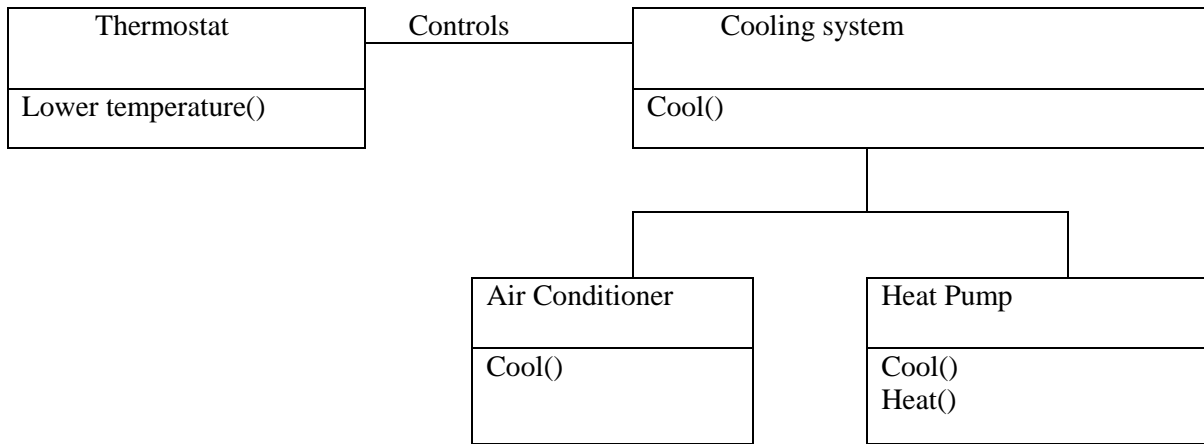 Thermostat
Controls
Cooling system
Lower temperature()
Cool()
Air Conditioner
Cool()
Heat Pump
Cool()
Heat()